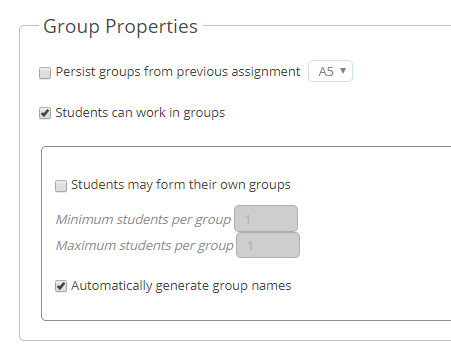 Group Properties
Persist groups from previous assignment A5
Students can work in groups
Students may form their own groups
Minimum students per group 1
Maximum students per group 1
Automatically generate group names